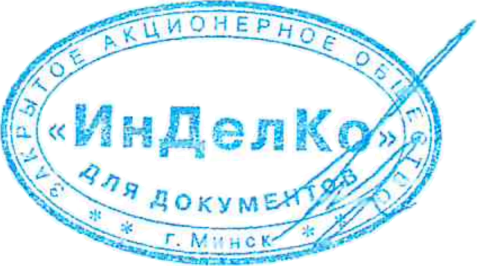 ЗАКРЫТОЕ АКЦИОНЕРНОЕ ОБЩЕСТВО
«ИнДелКо»
ДЛЯ ДОКУМЕНТОВ
* * г. Минск * *